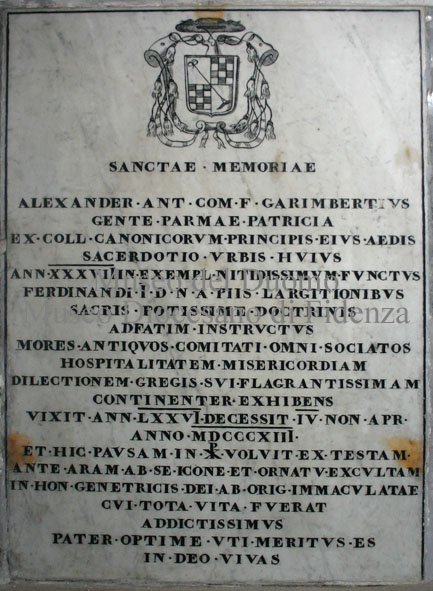 SANCTAE · MEMORIAE
ALEXANDER · ANT · COM · F · GARIMBERTIVS
GENTE · PARMAE · PATRICIA
EX · COLL · CANONICORVM · PRINCIPIS · EIVS · AEDIS
SACERDOTIO · VRBIS · HVIVS
ANN · XXXVII · IN · EXEMPL · NITIDISSIMVM · FVNCTVS
FERDINANDI · I · D · N · A · PIIS · LARGITIONIBVS
SACRIS · POTISSIME · DOCTRINIS
Museo Diocesano di Fidenza
ADFATIM · INSTRVCTVS
MORES · ANTIQVOS · COMITATI · OMNI · SOCIATOS
HOSPITALITATEM · MISERICORDIAM
DILECTIONEM · GREGIS · SVI · FLAGRANTISSIMAM
CONTINENTER · EXHIBENS
VIXIT · ANN · LXXVI · DECESSIT · IV · NON · APR ·
ANNO · MDCCCXIII ·
ET · HIC · PAVSAM · IN · ☧ · VOLVIT · EX · TESTAM ·
ANTE · ARAM · AB · SE · ICONE · ET · ORNATV · EXCVLTAM
IN · HON · GENETRICIS · DEI · AB · ORIG · IMMACVLATAE
CVI · TOTA · VITA · FVERAT
ADDICTISSIMVS
PATER · OPTIME · VTI · MERITVS · ES
IN · DEO · VIVAS